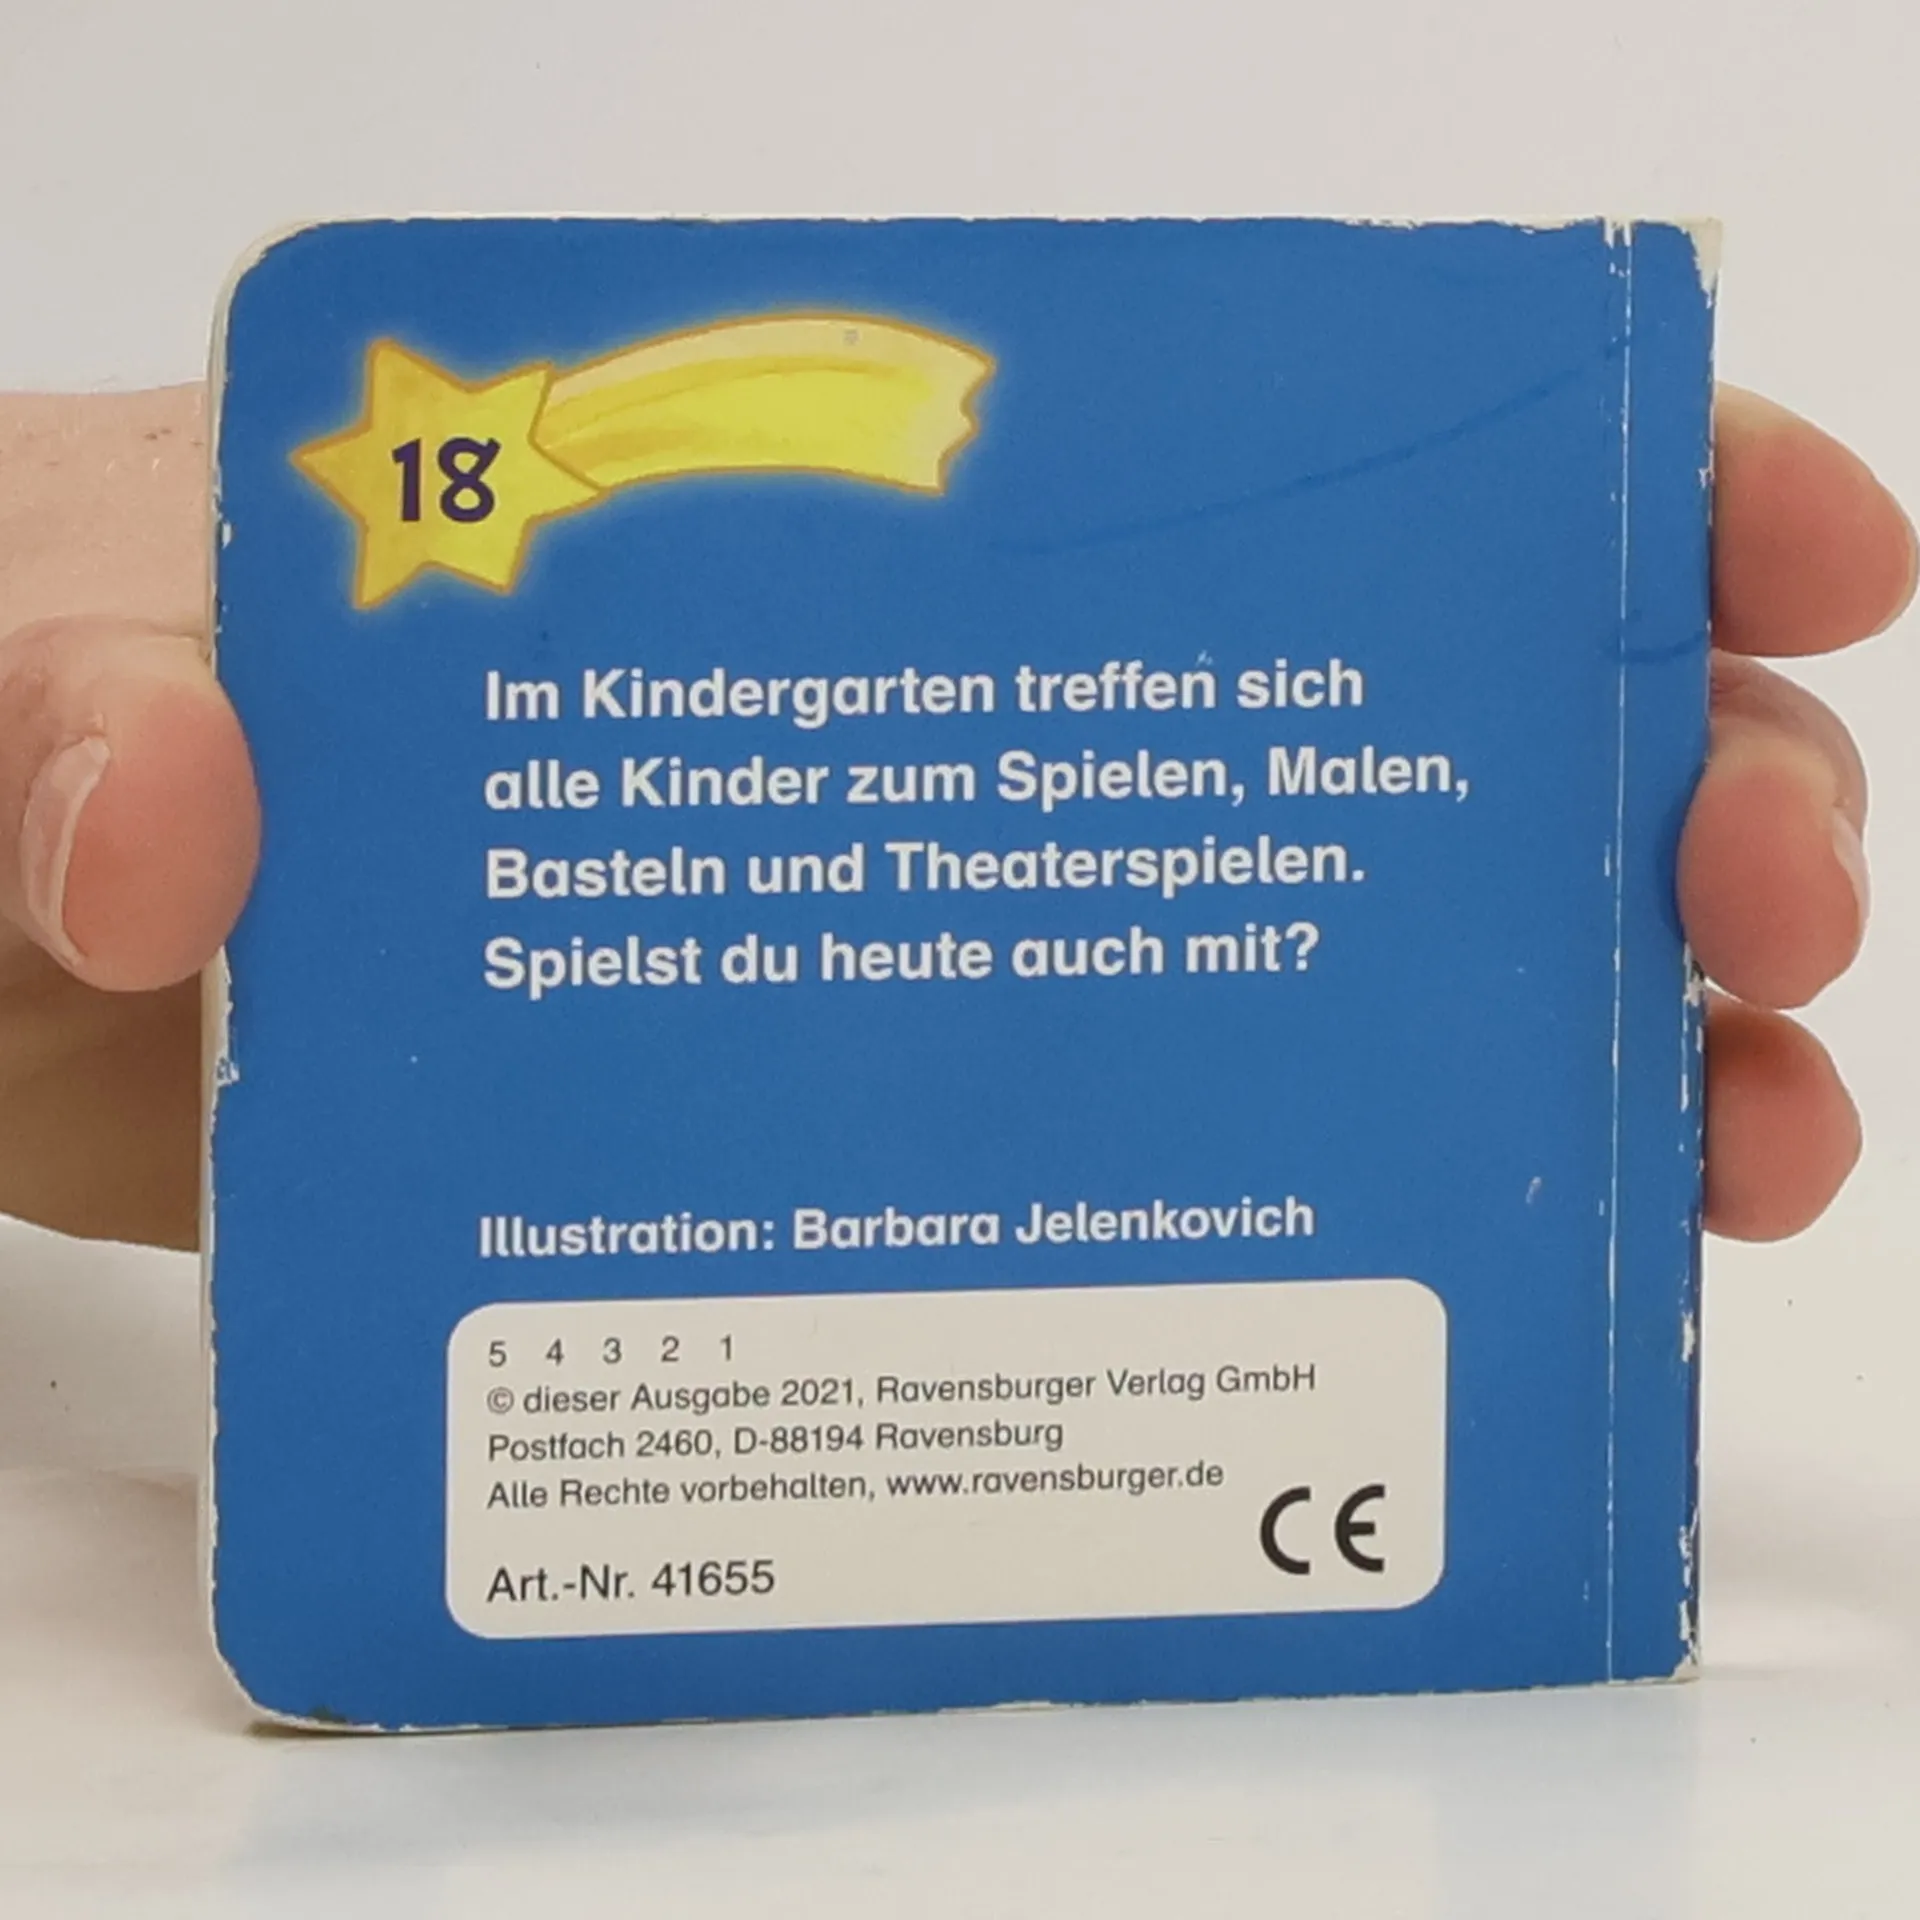 18
Im Kindergarten treffen sich
alle Kinder zum Spielen, Malen,
Basteln und Theaterspielen.
Spielst du heute auch mit?
Illustration: Barbara Jelenkovich
5 4 3 2 1
© dieser Ausgabe 2021, Ravensburger Verlag GmbH
Postfach 2460, D-88194 Ravensburg
Alle Rechte vorbehalten, www.ravensburger.de
CE
Art.-Nr. 41655